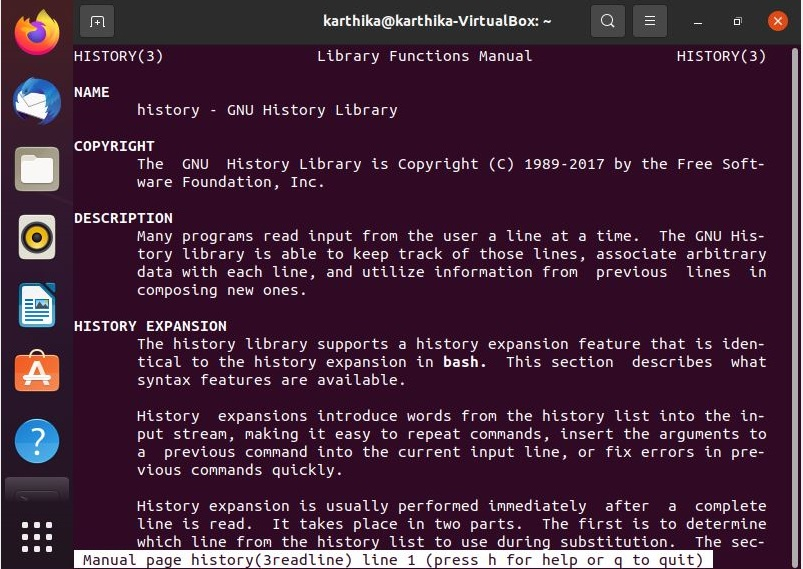 karthika@karthika-VirtualBox: ~
HISTORY(3) Library Functions Manual HISTORY(3)
NAME
history - GNU History Library
COPYRIGHT
The GNU History Library is Copyright (C) 1989-2017 by the Free Soft-
ware Foundation, Inc.
DESCRIPTION
Many programs read input from the user a line at a time. The GNU His-
tory library is able to keep track of those lines, associate arbitrary
data with each line, and utilize information from previous lines in
composing new ones.
HISTORY EXPANSION
The history library supports a history expansion feature that is iden-
tical to the history expansion in bash. This section describes what
syntax features are available.
History expansions introduce words from the history list into the in-
put stream, making it easy to repeat commands, insert the arguments to
a previous command into the current input line, or fix errors in pre-
vious commands quickly.
History expansion is usually performed immediately after a complete
line is read. It takes place in two parts. The first is to determine
which line from the history list to use during substitution. The sec-
Manual page history(3readline) line 1 (press h for help or q to quit)